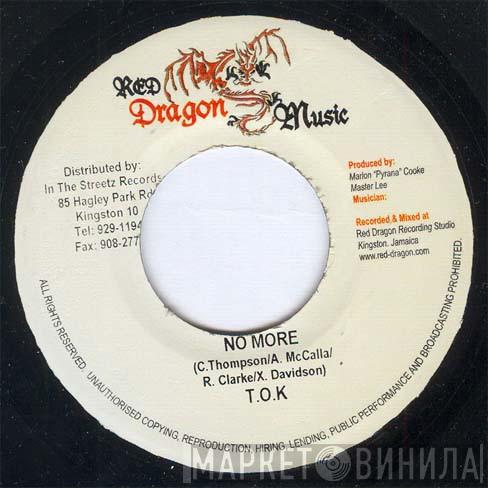 RED
Dragon
Music
Distributed by:
In The Streetz Records
85 Hagley Park Rd
Kingston 10
Tel: 929-1194
Fax: 908-277
Produced by:
Marlon "Pyrana" Cooke
Master Lee
Musician:
Recorded & Mixed at
Red Dragon Recording Studio
Kingston, Jamaica
www.red-dragon.com
NO MORE
(C.Thompson/A. McCalla/
R. Clarke/X. Davidson)
T.O.K
ALL RIGHTS RESERVED. UNAUTHORISED COPYING, REPRODUCTION, HIRING, LENDING, PUBLIC PERFORMANCE AND BROADCASTING PROHIBITED.
МАРКЕТ ВИНИЛА